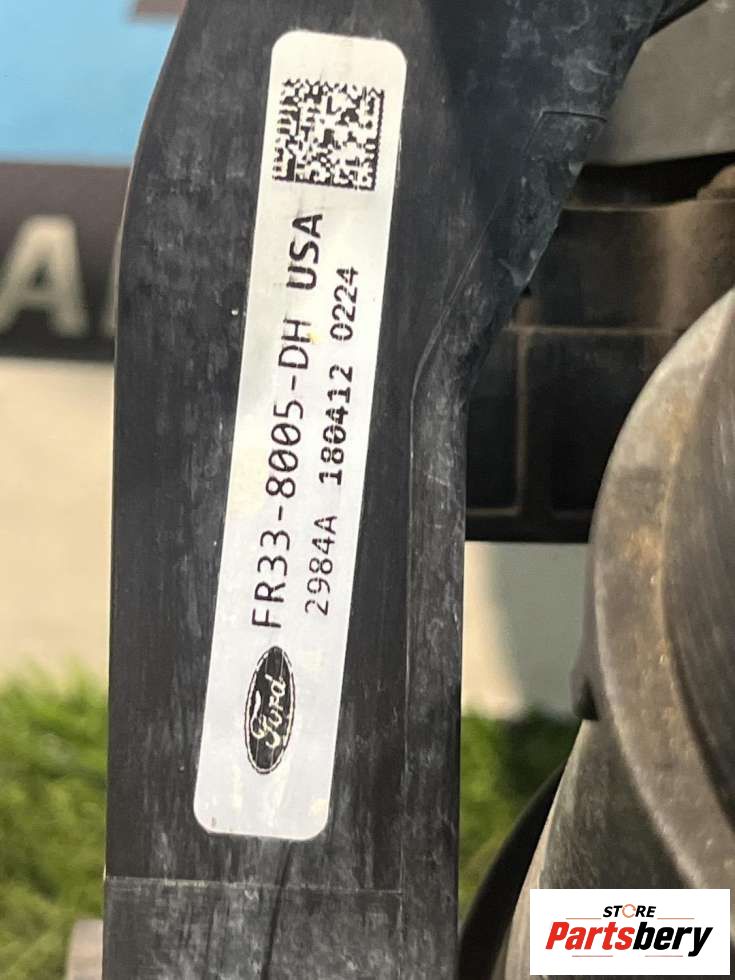 FR33-8005-DH USA
2984A 180412 0224
Ford
STORE
Partsbery